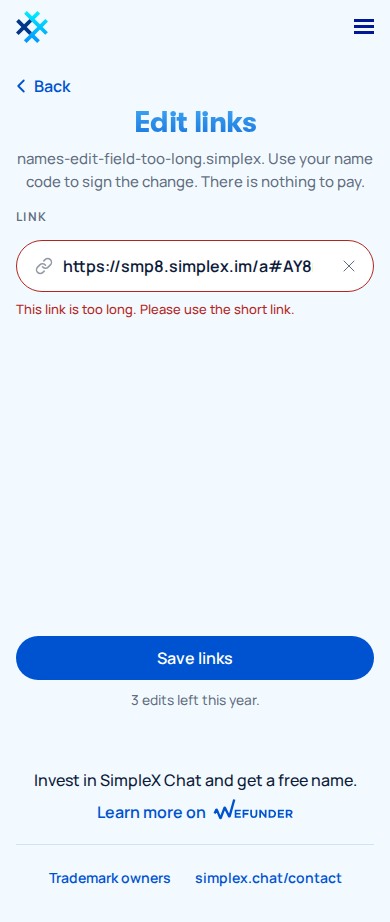 Back
Edit links
names-edit-field-too-long.simplex. Use your name
code to sign the change. There is nothing to pay.
LINK
https://smp8.simplex.im/a#AY8
This link is too long. Please use the short link.
Save links
3 edits left this year.
Invest in SimpleX Chat and get a free name.
Learn more on WEFUNDER
Trademark owners simplex.chat/contact